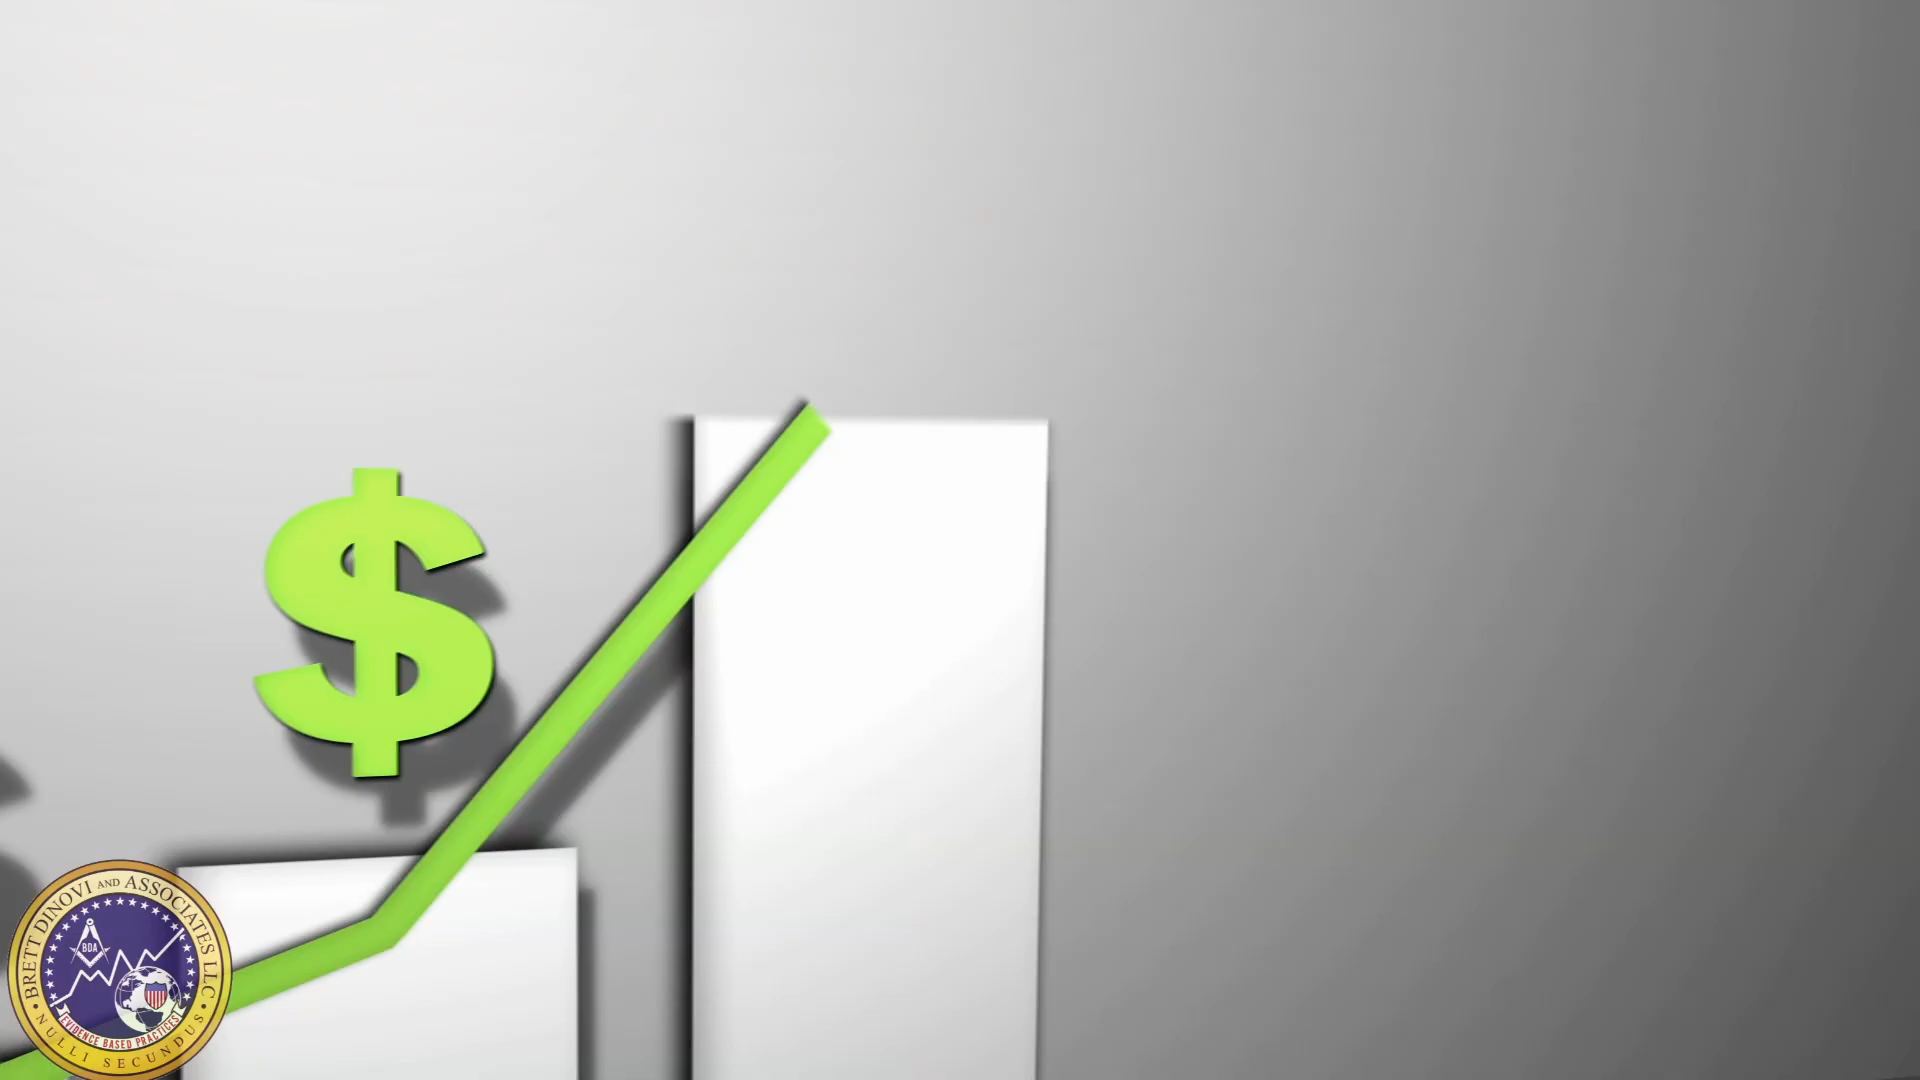 $
BRETT DINOVI AND ASSOCIATES LLC
BDA
EVIDENCE BASED PRACTICES
NULLI SECUNDUS